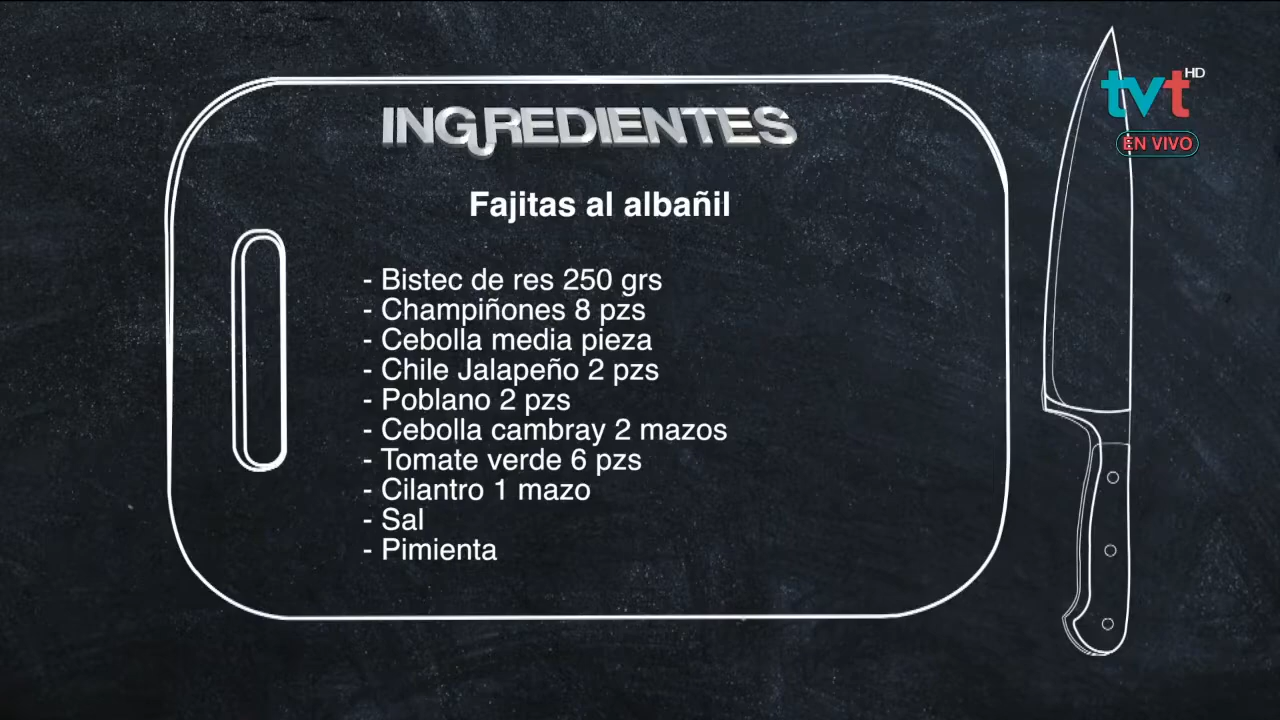 INGREDIENTES
tvt HD
EN VIVO
Fajitas al albañil
- Bistec de res 250 grs
- Champiñones 8 pzs
- Cebolla media pieza
- Chile Jalapeño 2 pzs
- Poblano 2 pzs
- Cebolla cambray 2 mazos
- Tomate verde 6 pzs
- Cilantro 1 mazo
- Sal
- Pimienta